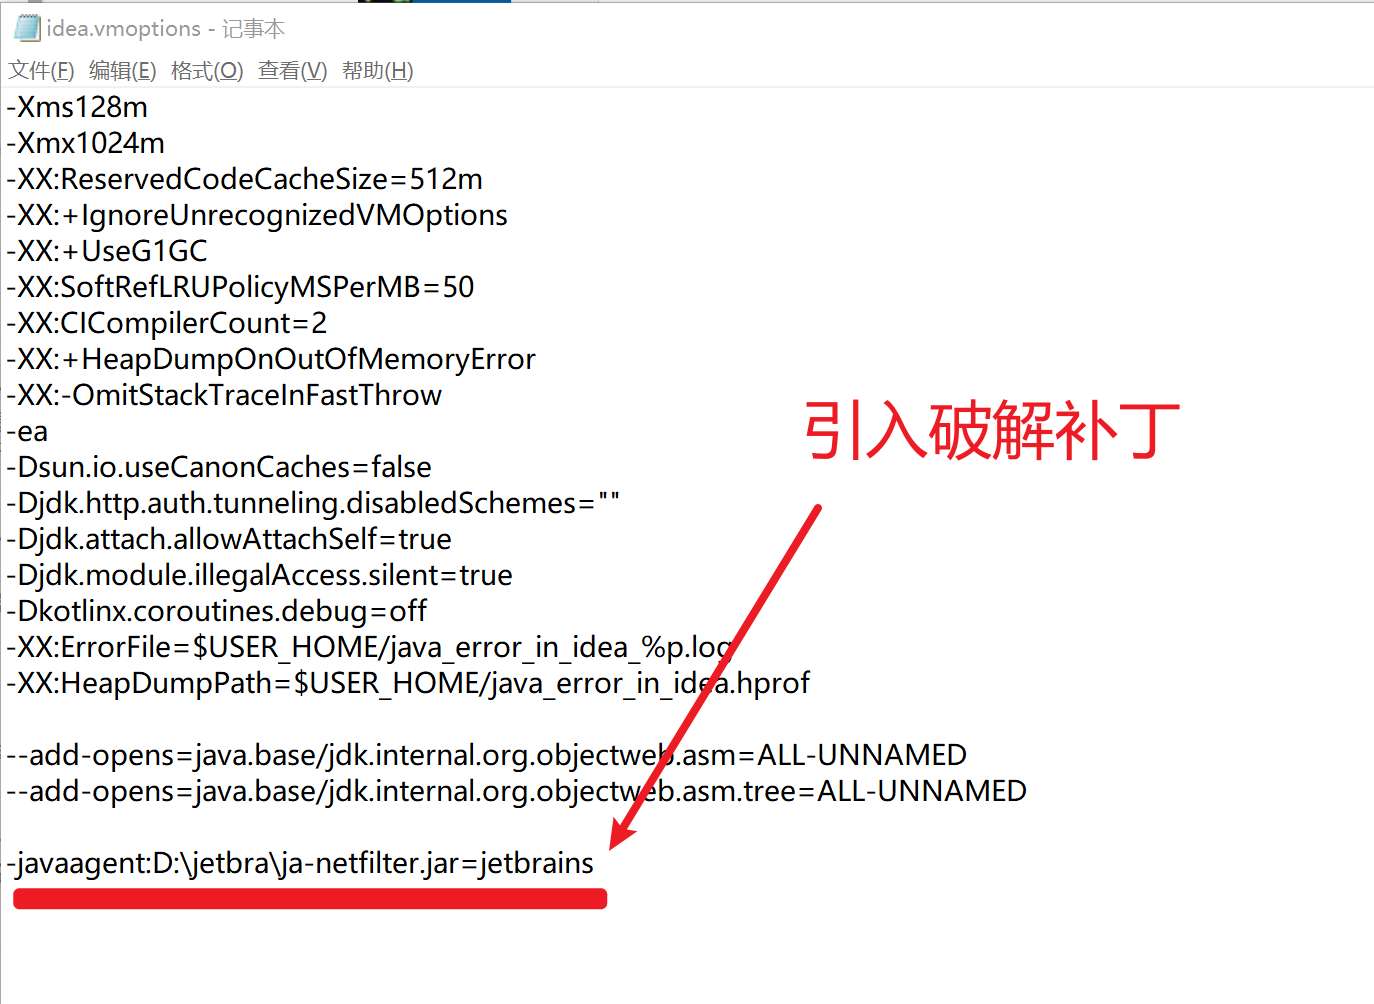 idea.vmoptions - 记事本
文件(F) 编辑(E) 格式(O) 查看(V) 帮助(H)
-Xms128m
-Xmx1024m
-XX:ReservedCodeCacheSize=512m
-XX:+IgnoreUnrecognizedVMOptions
-XX:+UseG1GC
-XX:SoftRefLRUPolicyMSPerMB=50
-XX:CICompilerCount=2
-XX:+HeapDumpOnOutOfMemoryError
-XX:-OmitStackTraceInFastThrow
引入破解补丁
-ea
-Dsun.io.useCanonCaches=false
-Djdk.http.auth.tunneling.disabledSchemes=""
-Djdk.attach.allowAttachSelf=true
-Djdk.module.illegalAccess.silent=true
-Dkotlinx.coroutines.debug=off
-XX:ErrorFile=$USER_HOME/java_error_in_idea_%p.log
-XX:HeapDumpPath=$USER_HOME/java_error_in_idea.hprof
--add-opens=java.base/jdk.internal.org.objectweb.asm=ALL-UNNAMED
--add-opens=java.base/jdk.internal.org.objectweb.asm.tree=ALL-UNNAMED
-javaagent:D:\jetbra\ja-netfilter.jar=jetbrains